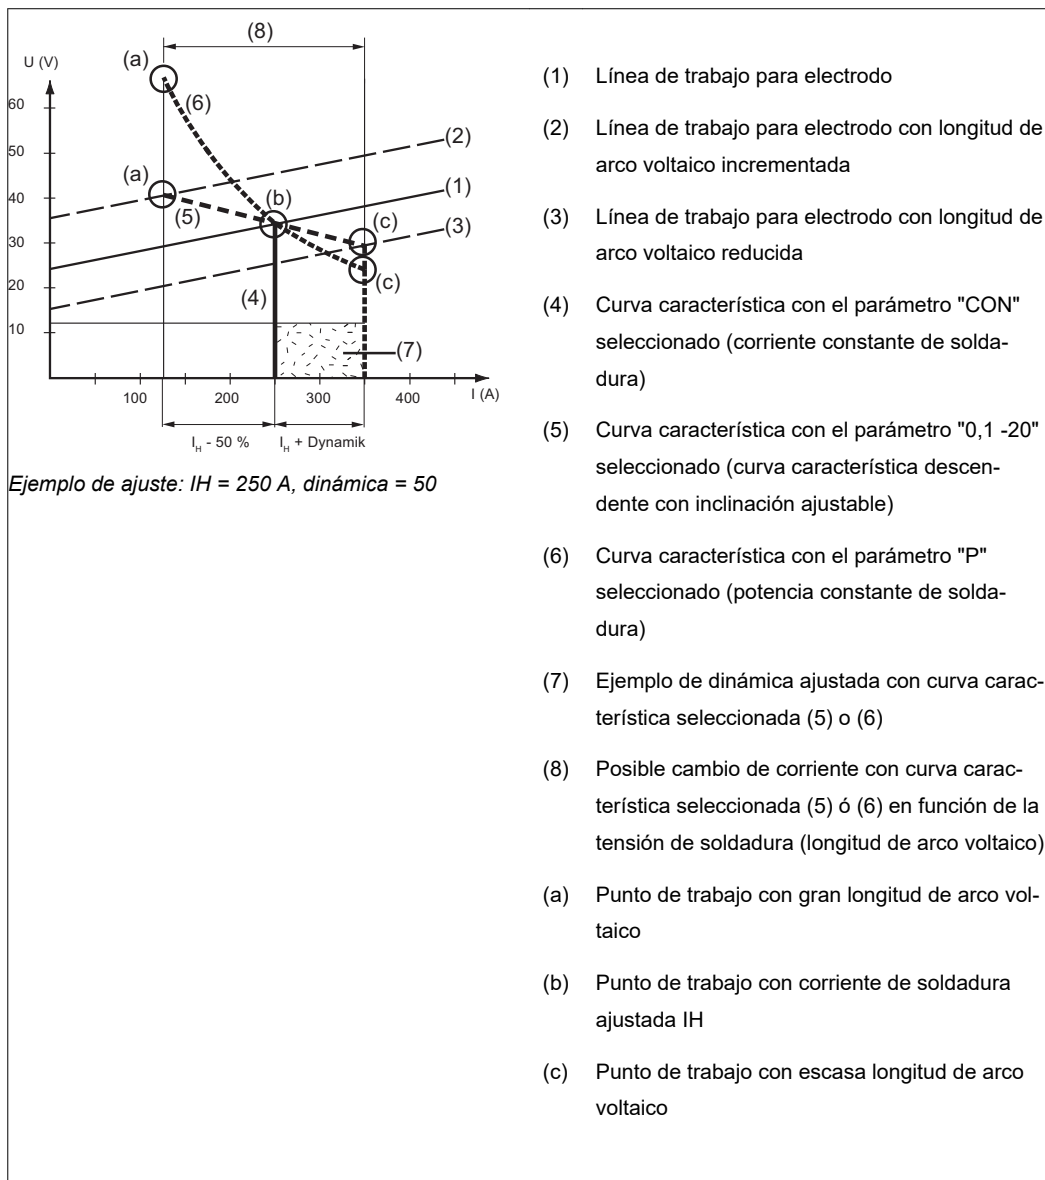 (8)
U (V)
(a)
60
(6)
50
(2)
(a)
(1)
40
(b)
(5)
(c)
30
(3)
20
(4)
(c)
10
(7)
100 200 300 400
I (A)
I_H - 50 % I_H + Dynamik
Ejemplo de ajuste: IH = 250 A, dinámica = 50
(1) Línea de trabajo para electrodo
(2) Línea de trabajo para electrodo con longitud de
arco voltaico incrementada
(3) Línea de trabajo para electrodo con longitud de
arco voltaico reducida
(4) Curva característica con el parámetro "CON"
seleccionado (corriente constante de solda-
dura)
(5) Curva característica con el parámetro "0,1 -20"
seleccionado (curva característica descen-
dente con inclinación ajustable)
(6) Curva característica con el parámetro "P"
seleccionado (potencia constante de solda-
dura)
(7) Ejemplo de dinámica ajustada con curva carac-
terística seleccionada (5) o (6)
(8) Posible cambio de corriente con curva carac-
terística seleccionada (5) ó (6) en función de la
tensión de soldadura (longitud de arco voltaico)
(a) Punto de trabajo con gran longitud de arco vol-
taico
(b) Punto de trabajo con corriente de soldadura
ajustada IH
(c) Punto de trabajo con escasa longitud de arco
voltaico